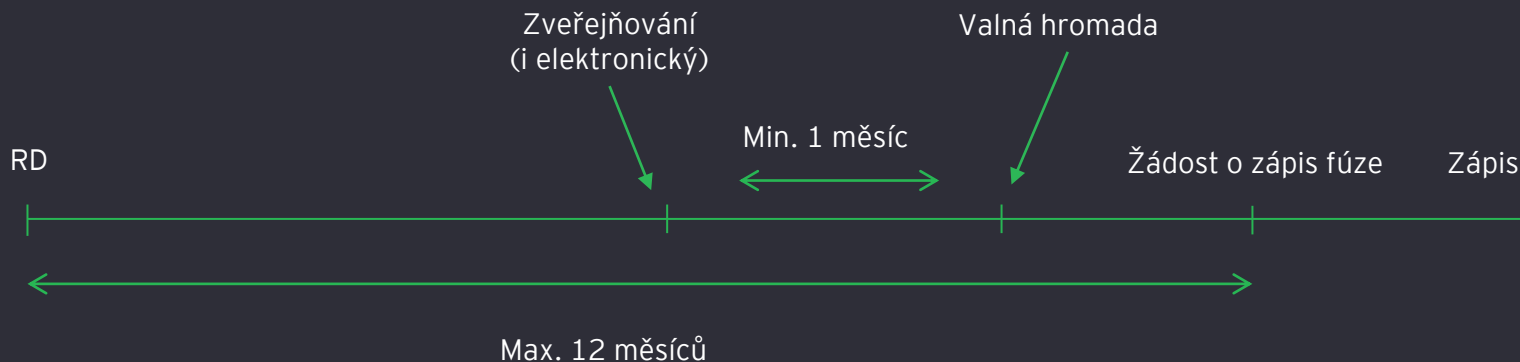 Zveřejňování
(i elektronický)
Valná hromada
Min. 1 měsíc
RD
Žádost o zápis fúze
Zápis
Max. 12 měsíců